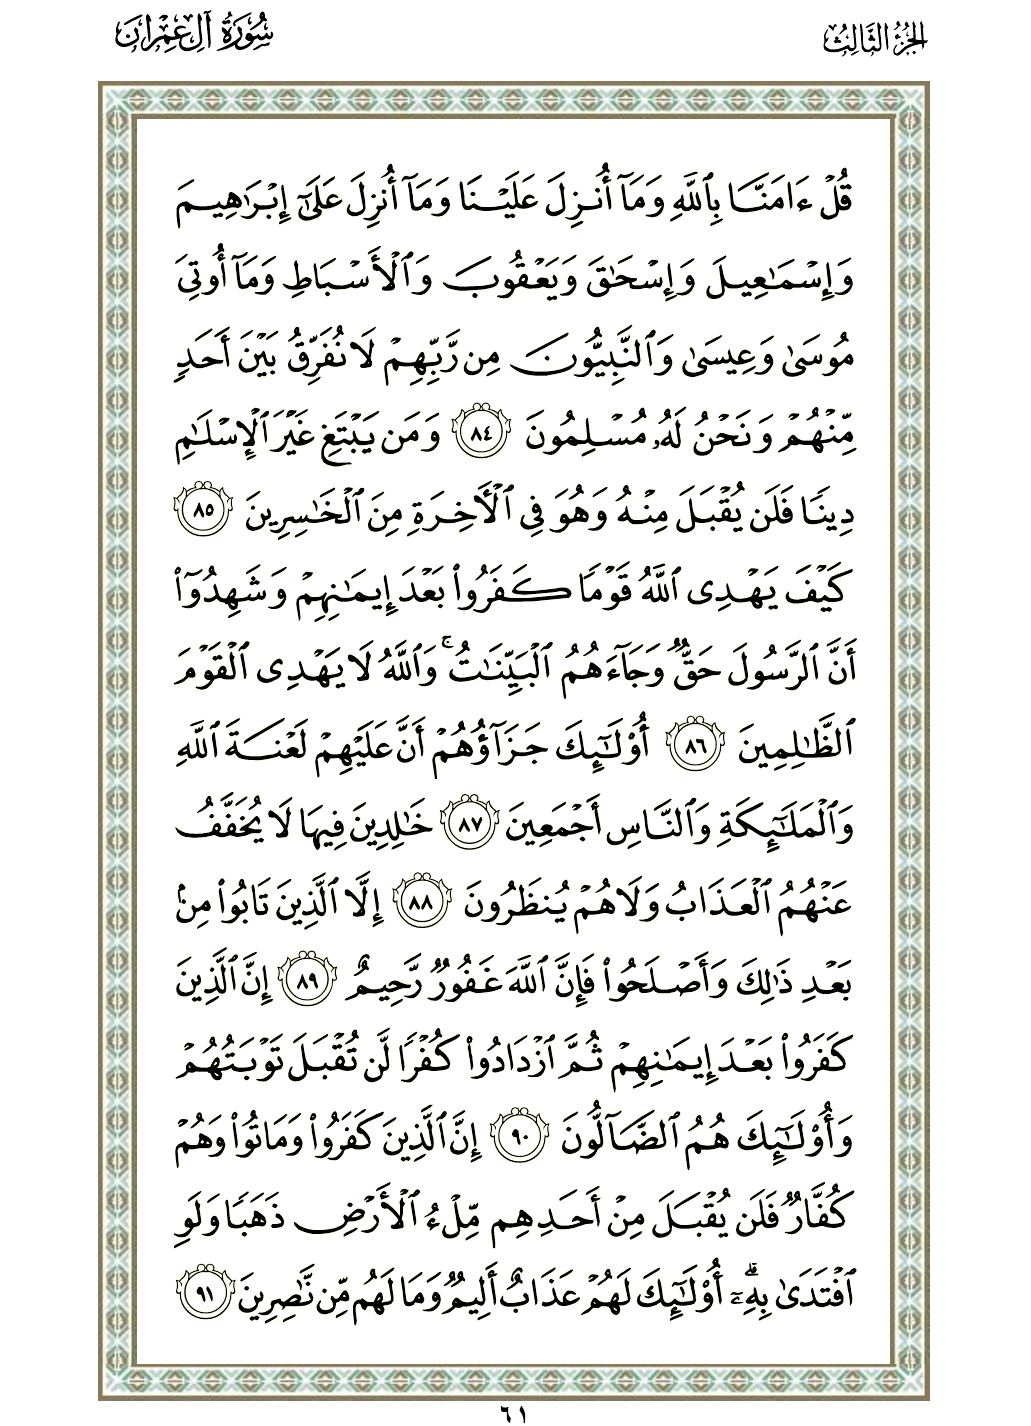 الجزء الثالث
سورة آل عمران
قُلۡ ءَامَنَّا بِٱللَّهِ وَمَآ أُنزِلَ عَلَيۡنَا وَمَآ أُنزِلَ عَلَىٰٓ إِبۡرَٰهِيمَ
وَإِسۡمَٰعِيلَ وَإِسۡحَٰقَ وَيَعۡقُوبَ وَٱلۡأَسۡبَاطِ وَمَآ أُوتِيَ
مُوسَىٰ وَعِيسَىٰ وَٱلنَّبِيُّونَ مِن رَّبِّهِمۡ لَا نُفَرِّقُ بَيۡنَ أَحَدٖ
مِّنۡهُمۡ وَنَحۡنُ لَهُۥ مُسۡلِمُونَ ٨٤ وَمَن يَبۡتَغِ غَيۡرَ ٱلۡإِسۡلَٰمِ
دِينٗا فَلَن يُقۡبَلَ مِنۡهُ وَهُوَ فِي ٱلۡأٓخِرَةِ مِنَ ٱلۡخَٰسِرِينَ ٨٥
كَيۡفَ يَهۡدِي ٱللَّهُ قَوۡمٗا كَفَرُواْ بَعۡدَ إِيمَٰنِهِمۡ وَشَهِدُوٓاْ
أَنَّ ٱلرَّسُولَ حَقّٞ وَجَآءَهُمُ ٱلۡبَيِّنَٰتُۚ وَٱللَّهُ لَا يَهۡدِي ٱلۡقَوۡمَ
ٱلظَّٰلِمِينَ ٨٦ أُوْلَٰٓئِكَ جَزَآؤُهُمۡ أَنَّ عَلَيۡهِمۡ لَعۡنَةَ ٱللَّهِ
وَٱلۡمَلَٰٓئِكَةِ وَٱلنَّاسِ أَجۡمَعِينَ ٨٧ خَٰلِدِينَ فِيهَا لَا يُخَفَّفُ
عَنۡهُمُ ٱلۡعَذَابُ وَلَا هُمۡ يُنظَرُونَ ٨٨ إِلَّا ٱلَّذِينَ تَابُواْ مِنۢ
بَعۡدِ ذَٰلِكَ وَأَصۡلَحُواْ فَإِنَّ ٱللَّهَ غَفُورٞ رَّحِيمٌ ٨٩ إِنَّ ٱلَّذِينَ
كَفَرُواْ بَعۡدَ إِيمَٰنِهِمۡ ثُمَّ ٱزۡدَادُواْ كُفۡرٗا لَّن تُقۡبَلَ تَوۡبَتُهُمۡ
وَأُوْلَٰٓئِكَ هُمُ ٱلضَّآلُّونَ ٩٠ إِنَّ ٱلَّذِينَ كَفَرُواْ وَمَاتُواْ وَهُمۡ
كُفَّارٞ فَلَن يُقۡبَلَ مِنۡ أَحَدِهِم مِّلۡءُ ٱلۡأَرۡضِ ذَهَبٗا وَلَوِ
ٱفۡتَدَىٰ بِهِۦٓۗ أُوْلَٰٓئِكَ لَهُمۡ عَذَابٌ أَلِيمٞ وَمَا لَهُم مِّن نَّٰصِرِينَ ٩١
٦١